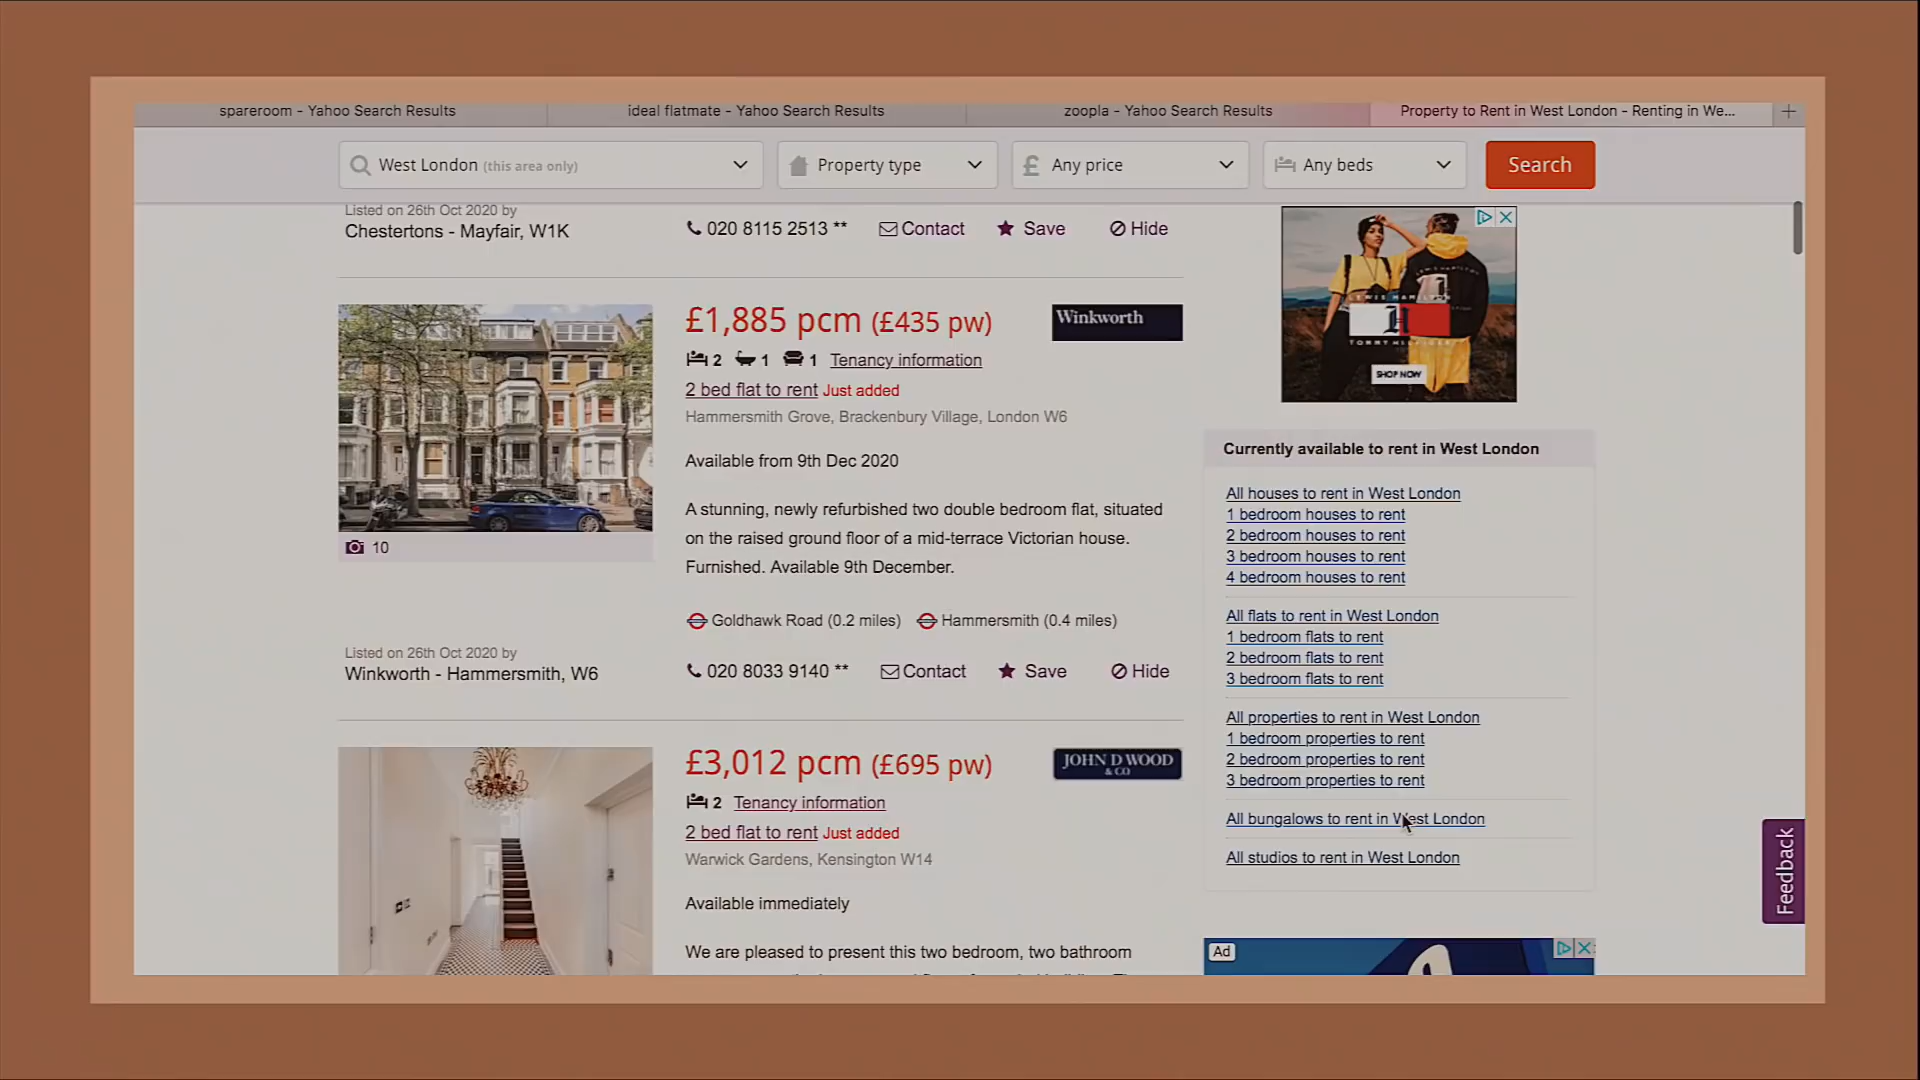 spareroom - Yahoo Search Results
ideal flatmate - Yahoo Search Results
zoopla - Yahoo Search Results
Property to Rent in West London - Renting in We...
West London (this area only)
Property type
Any price
Any beds
Search
Listed on 26th Oct 2020 by
Chestertons - Mayfair, W1K
020 8115 2513 **
Contact
Save
Hide
£1,885 pcm (£435 pw)
Winkworth
2 1 1 Tenancy information
2 bed flat to rent Just added
Hammersmith Grove, Brackenbury Village, London W6
Available from 9th Dec 2020
A stunning, newly refurbished two double bedroom flat, situated
on the raised ground floor of a mid-terrace Victorian house.
Furnished. Available 9th December.
10
Goldhawk Road (0.2 miles) Hammersmith (0.4 miles)
Listed on 26th Oct 2020 by
Winkworth - Hammersmith, W6
020 8033 9140 **
Contact
Save
Hide
£3,012 pcm (£695 pw)
JOHN D WOOD
& CO
2 Tenancy information
2 bed flat to rent Just added
Warwick Gardens, Kensington W14
Available immediately
We are pleased to present this two bedroom, two bathroom
LEWIS HAMILTON
H
TOMMY HILFIGER
SHOP NOW
Currently available to rent in West London
All houses to rent in West London
1 bedroom houses to rent
2 bedroom houses to rent
3 bedroom houses to rent
4 bedroom houses to rent
All flats to rent in West London
1 bedroom flats to rent
2 bedroom flats to rent
3 bedroom flats to rent
All properties to rent in West London
1 bedroom properties to rent
2 bedroom properties to rent
3 bedroom properties to rent
All bungalows to rent in West London
All studios to rent in West London
Feedback
Ad